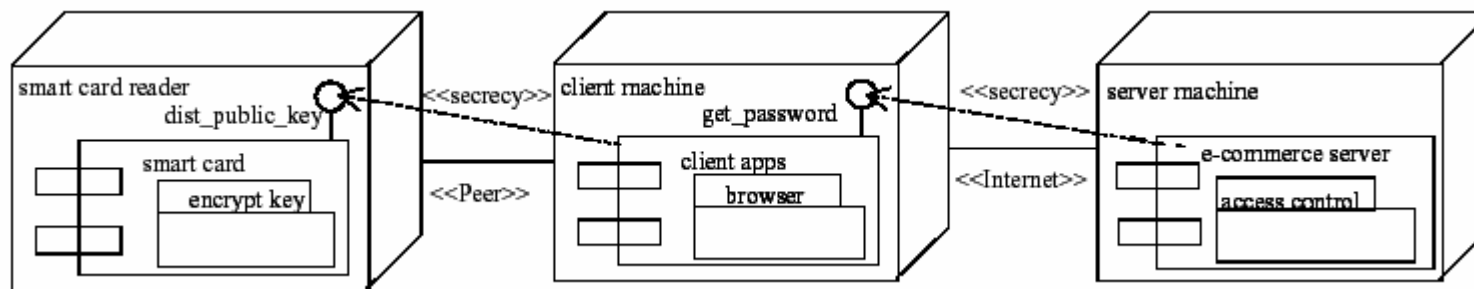 smart card reader
dist_public_key
smart card
encrypt key
<<secrecy>>
<<Peer>>
client machine
get_password
client apps
browser
<<secrecy>>
<<Internet>>
server machine
e-commerce server
access control